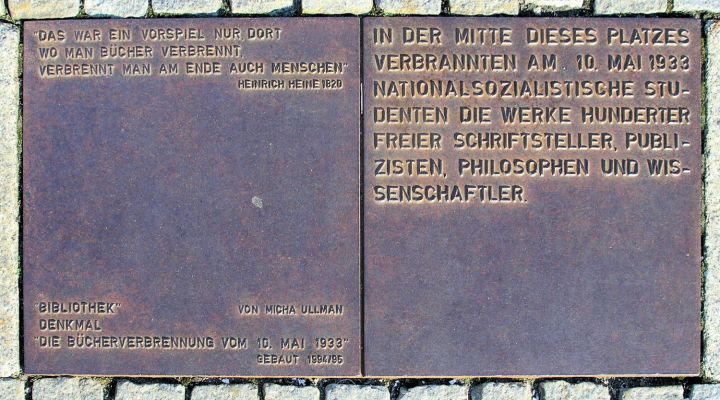 "DAS WAR EIN VORSPIEL NUR, DORT
WO MAN BÜCHER VERBRENNT,
VERBRENNT MAN AM ENDE AUCH MENSCHEN"
HEINRICH HEINE 1820
"BIBLIOTHEK" VON MICHA ULLMAN
DENKMAL
"DIE BÜCHERVERBRENNUNG VOM 10. MAI 1933"
GEBAUT 1994/95
IN DER MITTE DIESES PLATZES
VERBRANNTEN AM 10. MAI 1933
NATIONALSOZIALISTISCHE STU-
DENTEN DIE WERKE HUNDERTER
FREIER SCHRIFTSTELLER, PUBLI-
ZISTEN, PHILOSOPHEN UND WIS-
SENSCHAFTLER.